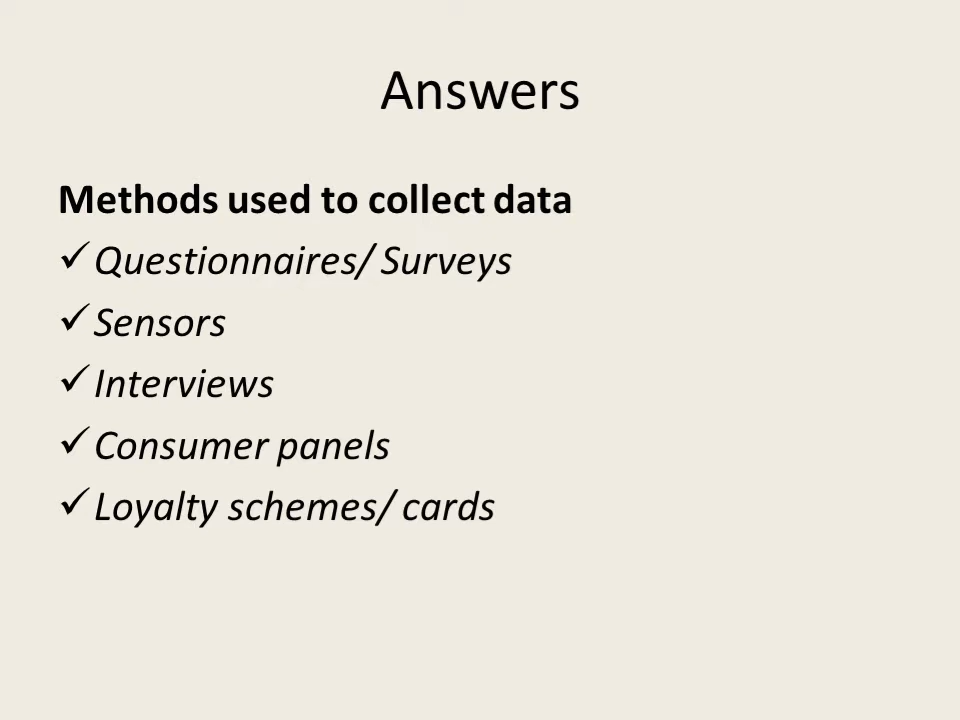 Answers
Methods used to collect data
✓Questionnaires/ Surveys
✓Sensors
✓Interviews
✓Consumer panels
✓Loyalty schemes/ cards